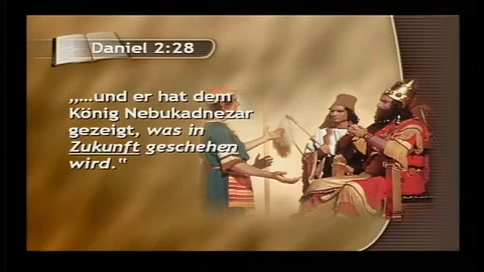 Daniel 2:28
„...und er hat dem
König Nebukadnezar
gezeigt, was in
Zukunft geschehen
wird."